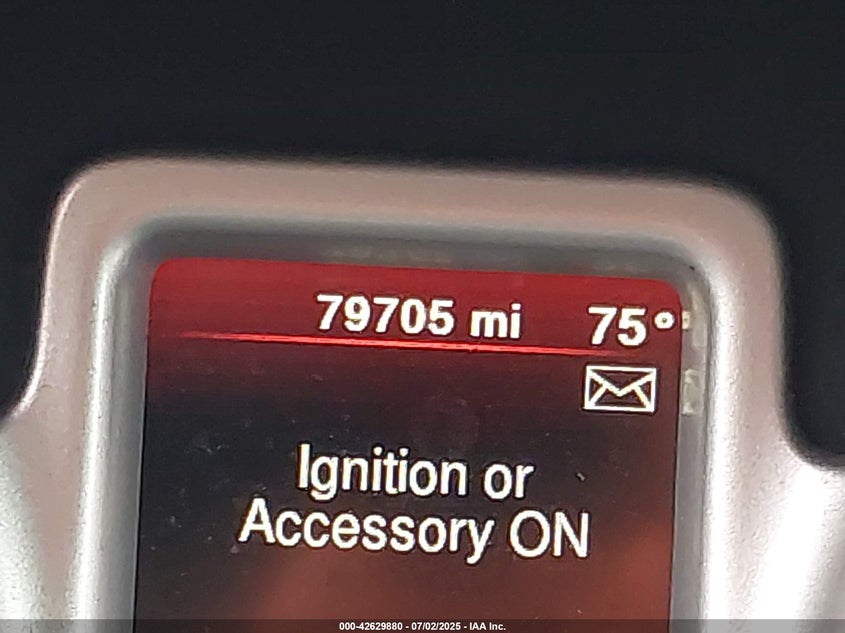 79705 mi 75°
Ignition or
Accessory ON
000-42629880 - 07/02/2025 - IAA Inc.